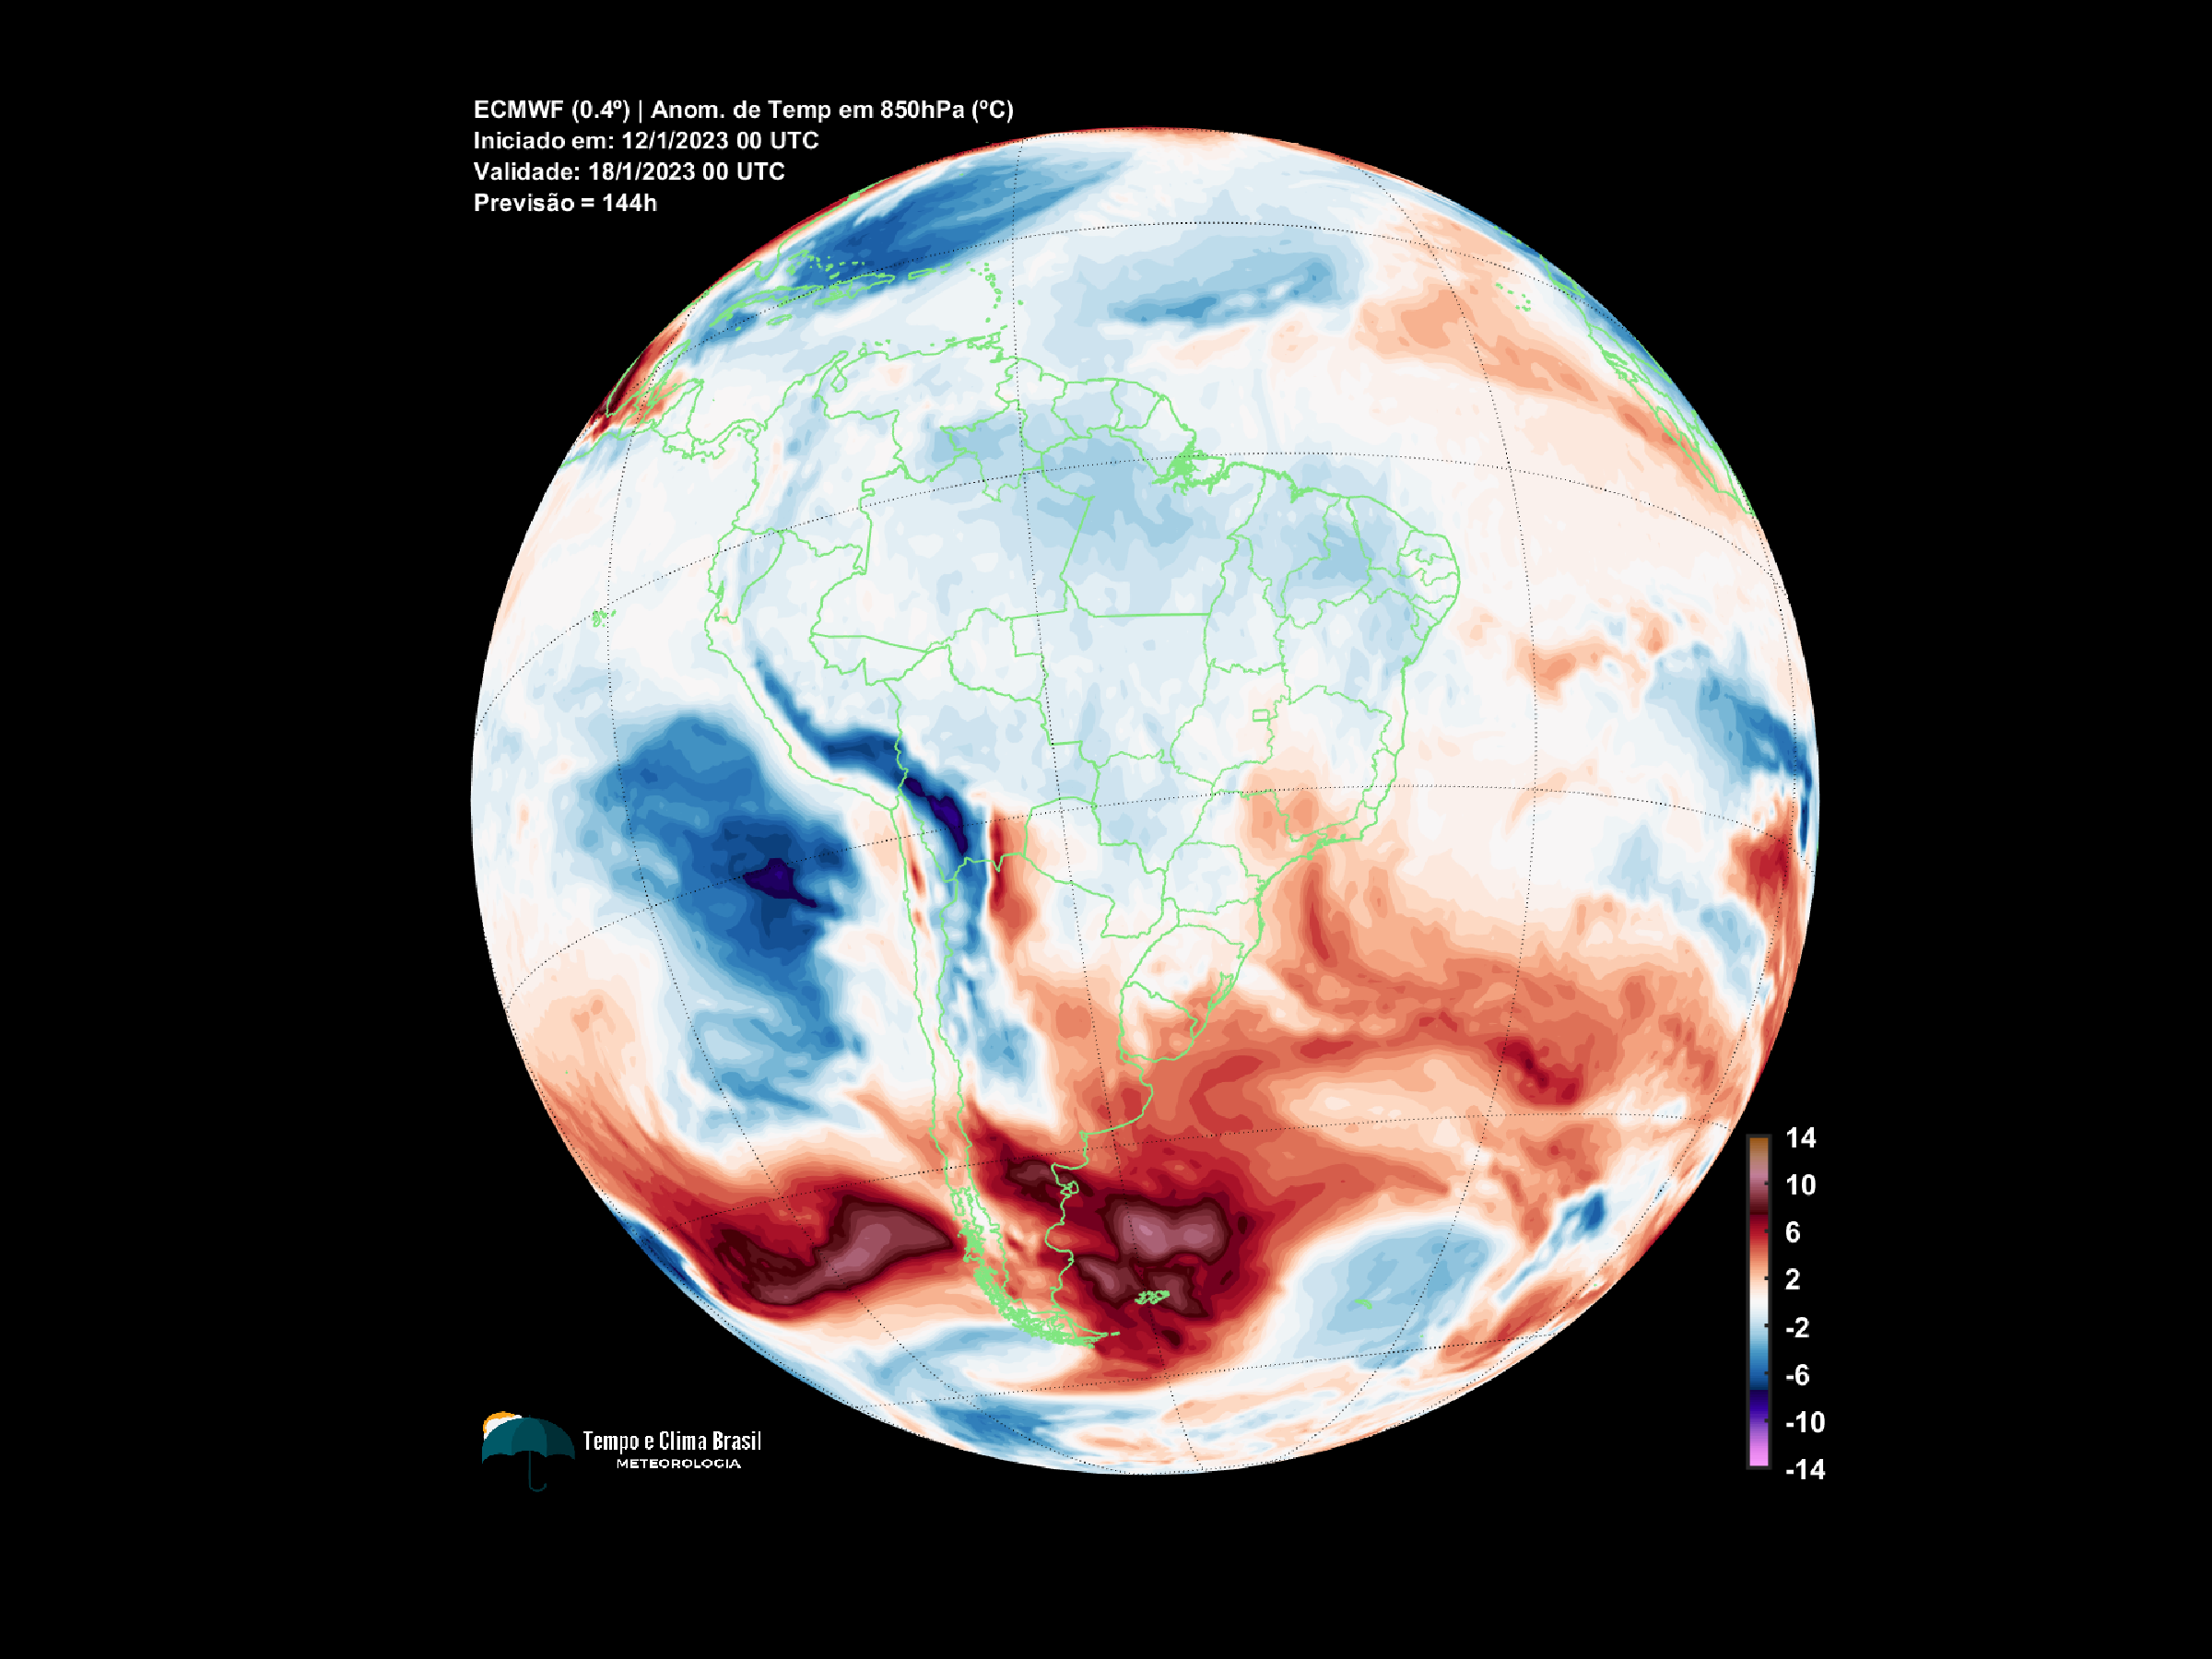 ECMWF (0.4º) | Anom. de Temp em 850hPa (ºC)
Iniciado em: 12/1/2023 00 UTC
Validade: 18/1/2023 00 UTC
Previsão = 144h
14
10
6
2
-2
-6
-10
-14
Tempo e Clima Brasil
METEOROLOGIA